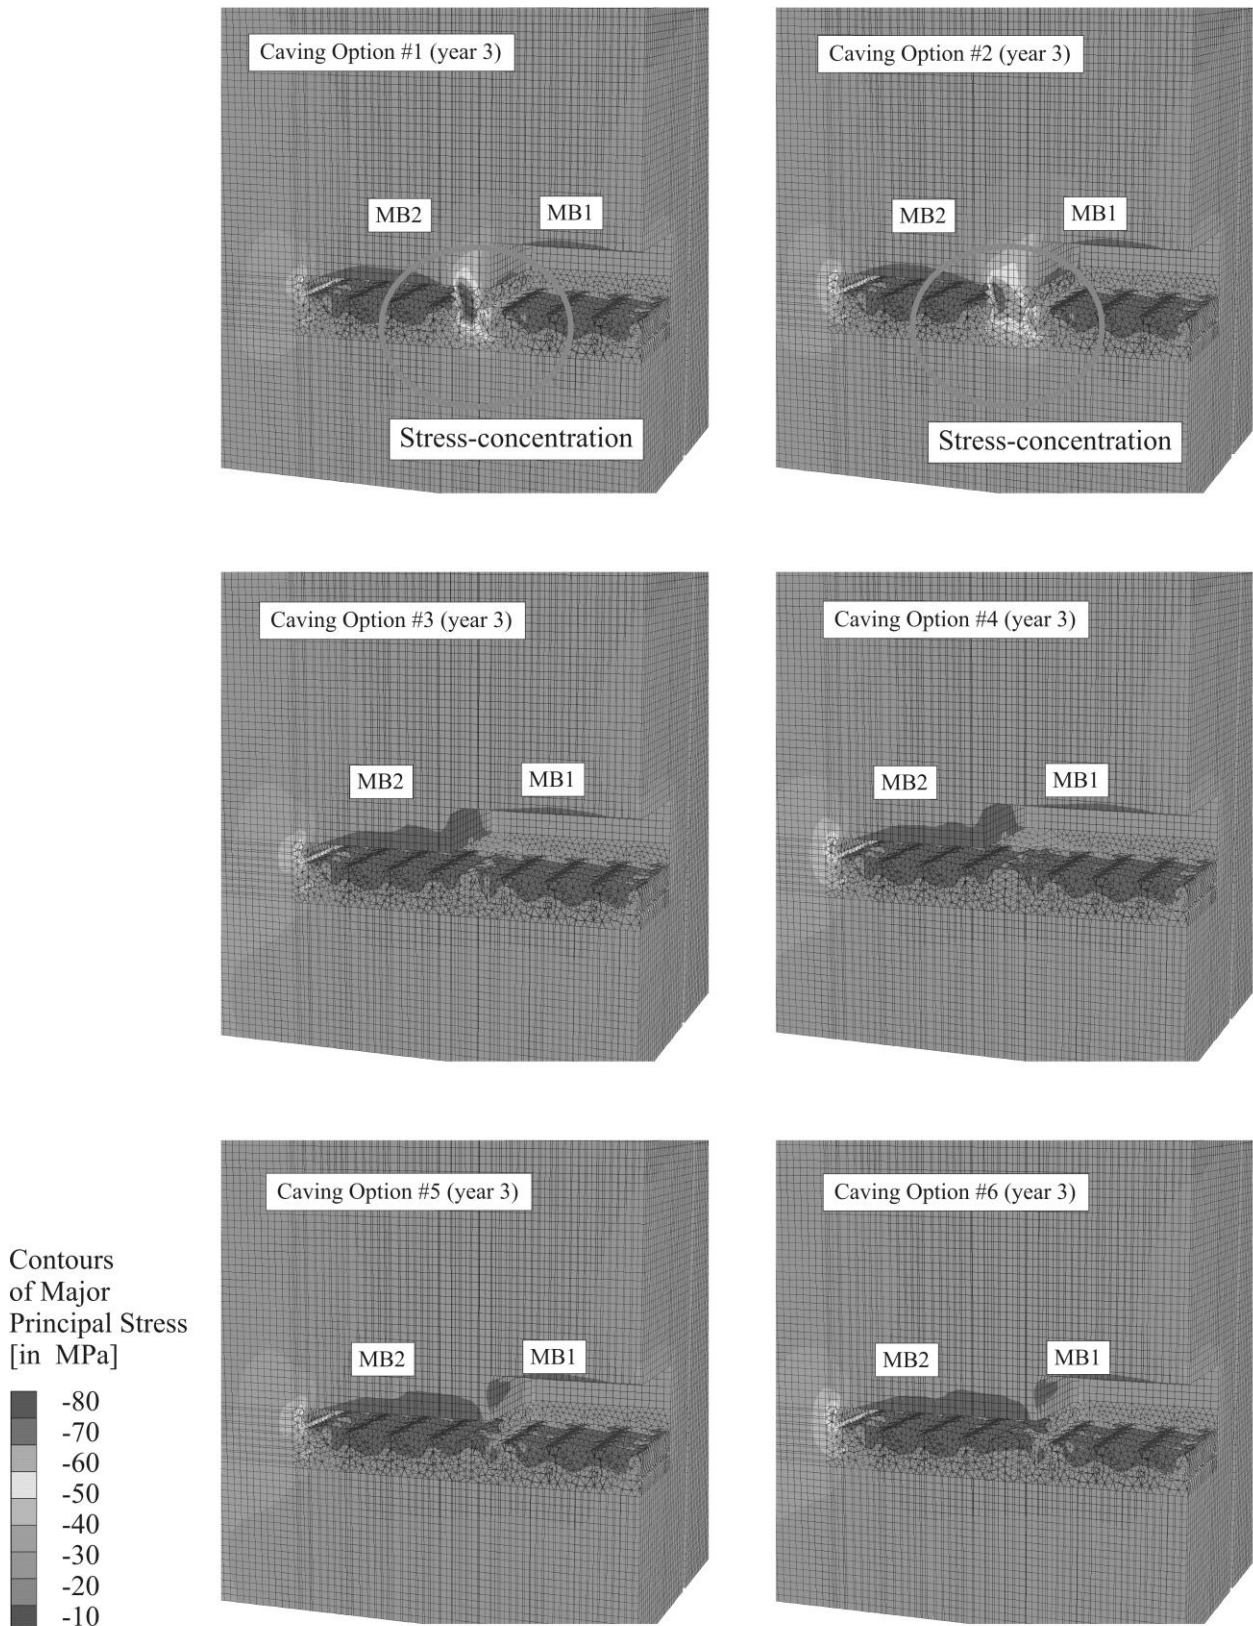 Caving Option #1 (year 3)
Caving Option #2 (year 3)
MB2
MB1
MB2
MB1
Stress-concentration
Stress-concentration
Caving Option #3 (year 3)
Caving Option #4 (year 3)
MB2
MB1
MB2
MB1
Caving Option #5 (year 3)
Caving Option #6 (year 3)
MB2
MB1
MB2
MB1
Contours
of Major
Principal Stress
[in MPa]
-80
-70
-60
-50
-40
-30
-20
-10